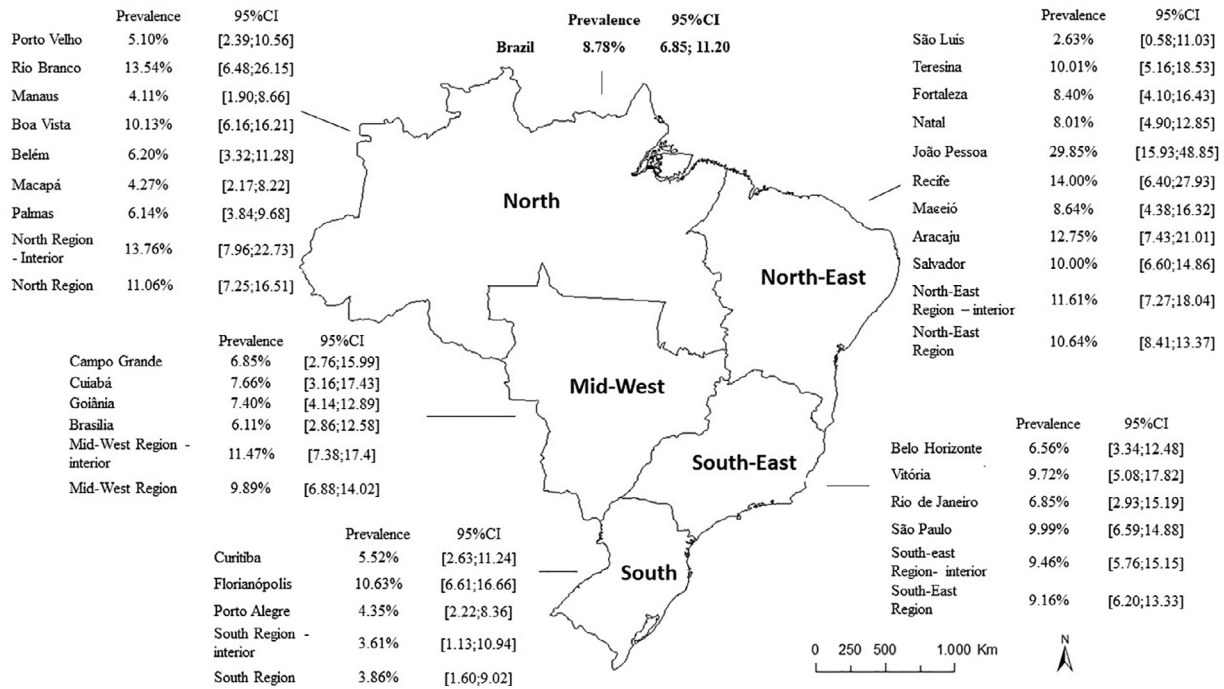 Prevalence 95%CI
Brazil 8.78% 6.85; 11.20
Prevalence 95%CI
Porto Velho 5.10% [2.39;10.56]
Rio Branco 13.54% [6.48;26.15]
Manaus 4.11% [1.90;8.66]
Boa Vista 10.13% [6.16;16.21]
Belém 6.20% [3.32;11.28]
Macapá 4.27% [2.17;8.22]
Palmas 6.14% [3.84;9.68]
North Region
- Interior 13.76% [7.96;22.73]
North Region 11.06% [7.25;16.51]
Prevalence 95%CI
São Luis 2.63% [0.58;11.03]
Teresina 10.01% [5.16;18.53]
Fortaleza 8.40% [4.10;16.43]
Natal 8.01% [4.90;12.85]
João Pessoa 29.85% [15.93;48.85]
Recife 14.00% [6.40;27.93]
Maceió 8.64% [4.38;16.32]
Aracaju 12.75% [7.43;21.01]
Salvador 10.00% [6.60;14.86]
North-East
Region – interior 11.61% [7.27;18.04]
North-East
Region 10.64% [8.41;13.37]
North
North-East
Mid-West
South-East
South
Prevalence 95%CI
Campo Grande 6.85% [2.76;15.99]
Cuiabá 7.66% [3.16;17.43]
Goiânia 7.40% [4.14;12.89]
Brasilia 6.11% [2.86;12.58]
Mid-West Region -
interior 11.47% [7.38;17.4)
Mid-West Region 9.89% [6.88;14.02]
Prevalence 95%CI
Belo Horizonte 6.56% [3.34;12.48]
Vitória 9.72% [5.08;17.82]
Rio de Janeiro 6.85% [2.93;15.19]
São Paulo 9.99% [6.59;14.88]
South-east
Region- interior 9.46% [5.76;15.15]
South-East
Region 9.16% [6.20;13.33]
Prevalence 95%CI
Curitiba 5.52% [2.63;11.24]
Florianópolis 10.63% [6.61;16.66]
Porto Alegre 4.35% [2.22;8.36]
South Region -
interior 3.61% [1.13;10.94]
South Region 3.86% [1.60;9.02]
0 250 500 1.000 Km
N